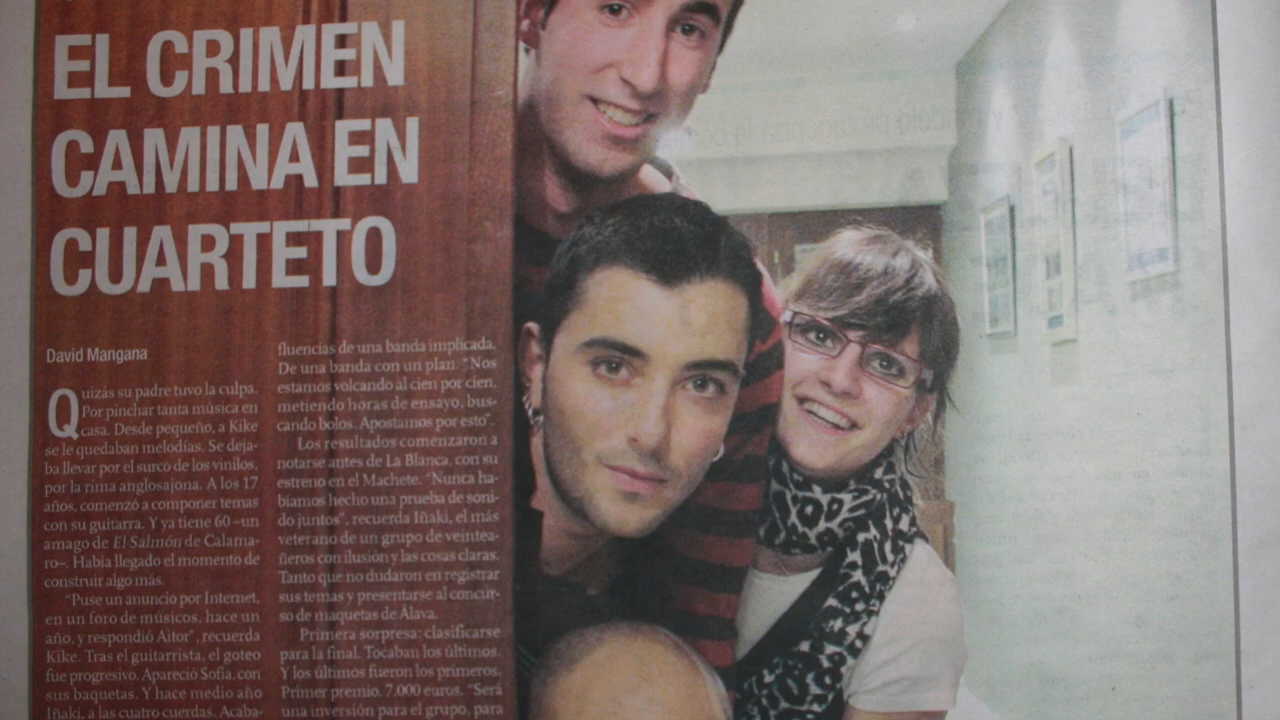 EL CRIMEN
CAMINA EN
CUARTETO
David Mangana
Quizás su padre tuvo la culpa.
Por pinchar tanta música en
casa. Desde pequeño, a Kike
se le quedaban melodías. Se deja-
ba llevar por el surco de los vinilos,
por la rima anglosajona. A los 17
años, comenzó a componer temas
con su guitarra. Y ya tiene 60 –un
amago de El Salmón de Calama-
ro–. Había llegado el momento de
construir algo más.
"Puse un anuncio por Internet,
en un foro de músicos, hace un
año, y respondió Aitor", recuerda
Kike. Tras el guitarrista, el goteo
fue progresivo. Apareció Sofía, con
sus baquetas. Y hace medio año
Iñaki, a las cuatro cuerdas. Acaba-
fluencias de una banda implicada.
De una banda con un plan. "Nos
estamos volcando al cien por cien,
metiendo horas de ensayo, bus-
cando bolos. Apostamos por esto".
Los resultados comenzaron a
notarse antes de La Blanca, con su
estreno en el Machete. "Nunca ha-
bíamos hecho una prueba de soni-
do juntos", recuerda Iñaki, el más
veterano de un grupo de veintea-
ñeros con ilusión y las cosas claras.
Tanto que no dudaron en registrar
sus temas y presentarse al concur-
so de maquetas de Álava.
Primera sorpresa: clasificarse
para la final. Tocaban los últimos.
Y los últimos fueron los primeros.
Primer premio, 7.000 euros. "Será
una inversión para el grupo, para